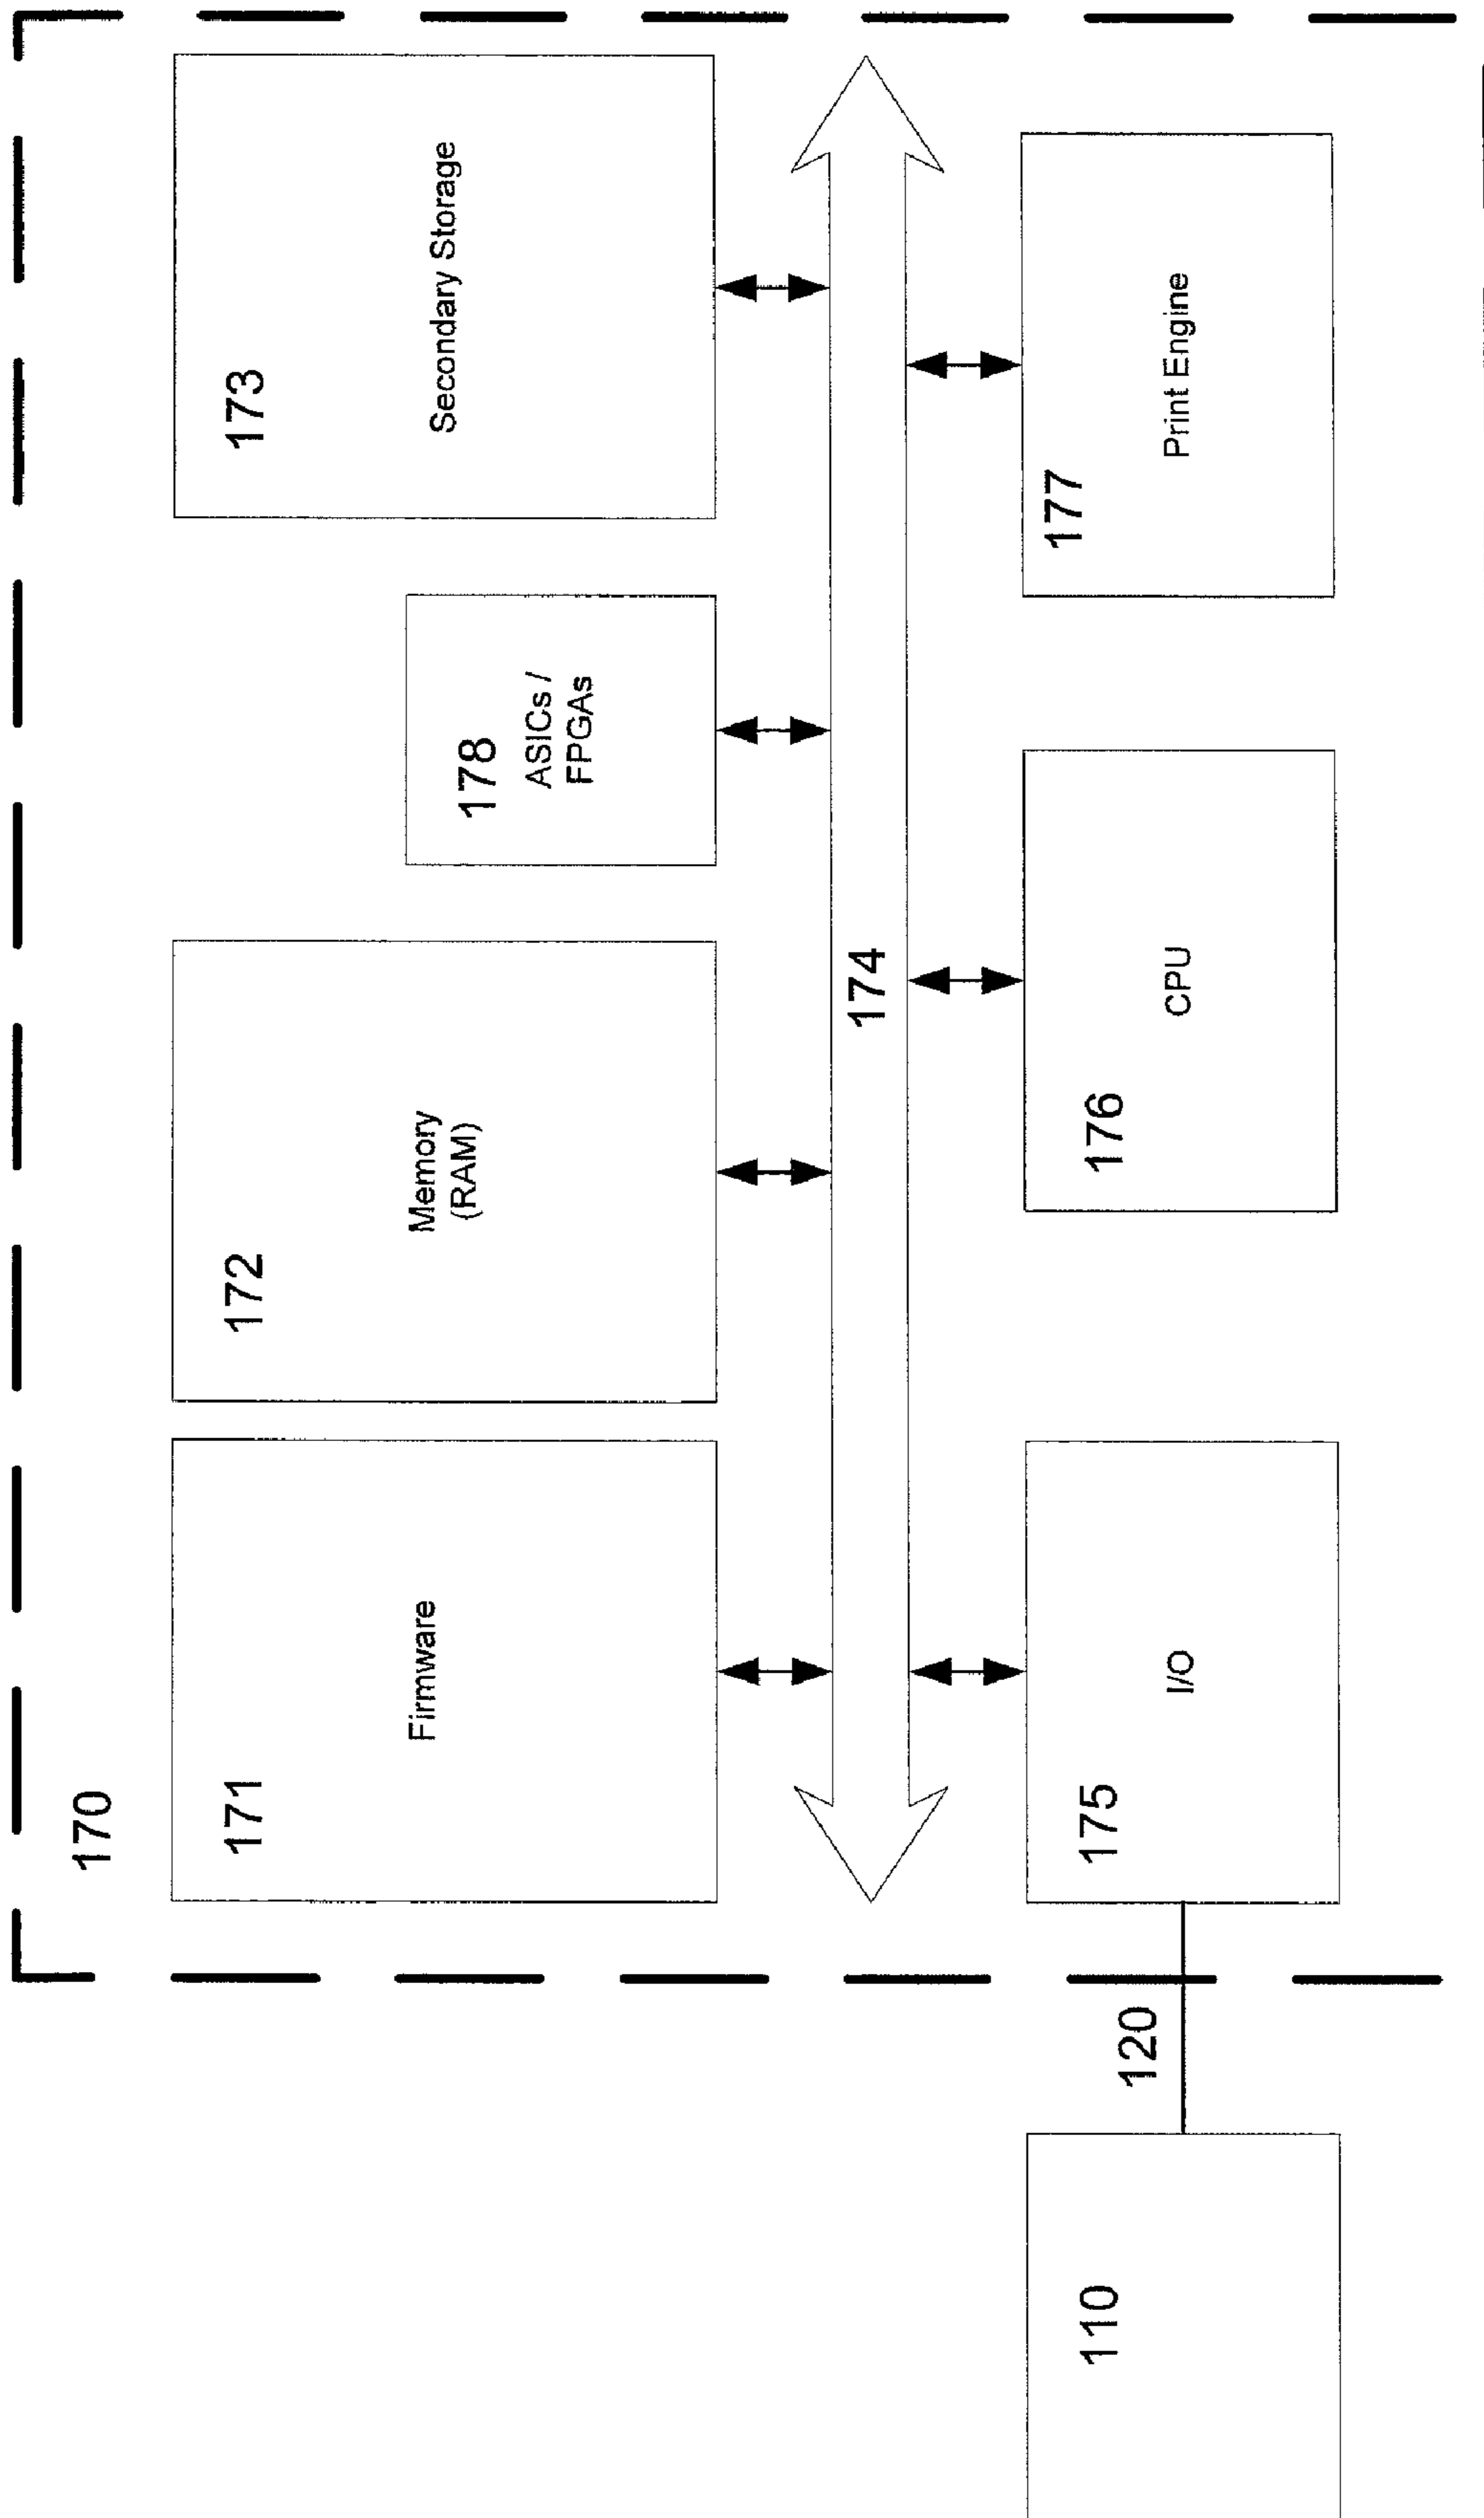 170
171
Firmware
172
Memory
(RAM)
178
ASICs /
FPGAs
173
Secondary Storage
174
110
120
175
I/O
176
CPU
177
Print Engine